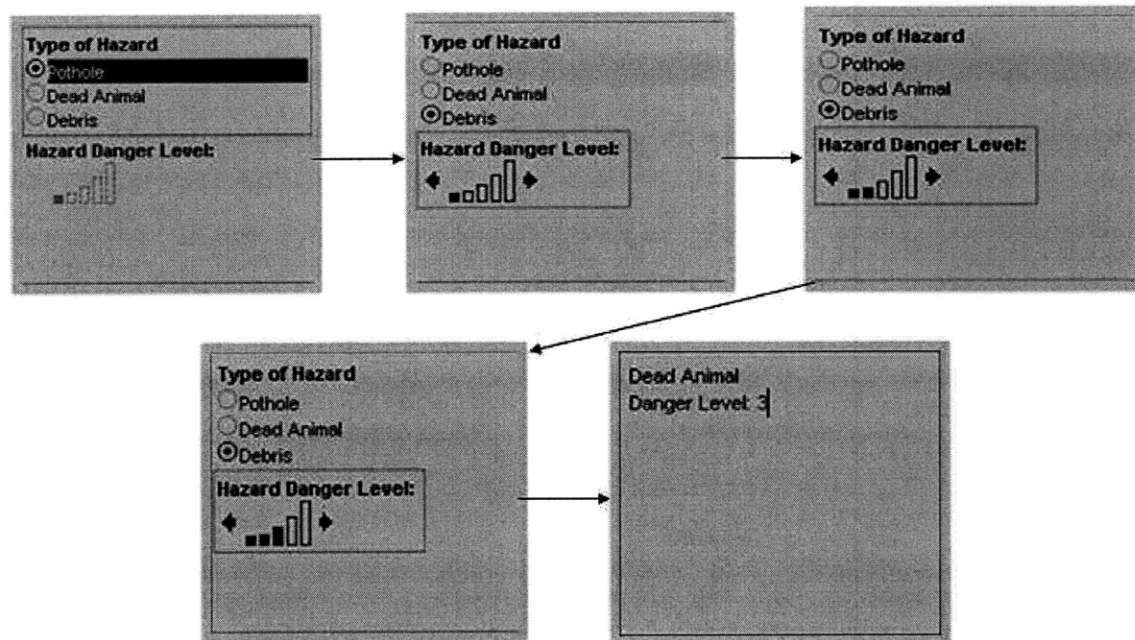 Type of Hazard
Pothole
Dead Animal
Debris
Hazard Danger Level:
Type of Hazard
Pothole
Dead Animal
Debris
Hazard Danger Level:
Type of Hazard
Pothole
Dead Animal
Debris
Hazard Danger Level:
Type of Hazard
Pothole
Dead Animal
Debris
Hazard Danger Level:
Dead Animal
Danger Level: 3